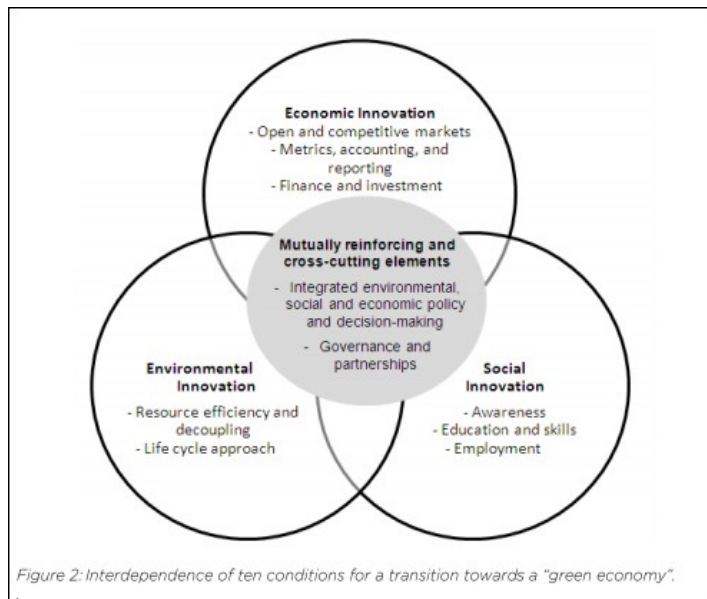 Economic Innovation
- Open and competitive markets
- Metrics, accounting, and
reporting
- Finance and investment
Mutually reinforcing and
cross-cutting elements
- Integrated environmental,
social and economic policy
and decision-making
- Governance and
partnerships
Environmental
Innovation
- Resource efficiency and
decoupling
- Life cycle approach
Social
Innovation
- Awareness
- Education and skills
- Employment
Figure 2: Interdependence of ten conditions for a transition towards a "green economy".